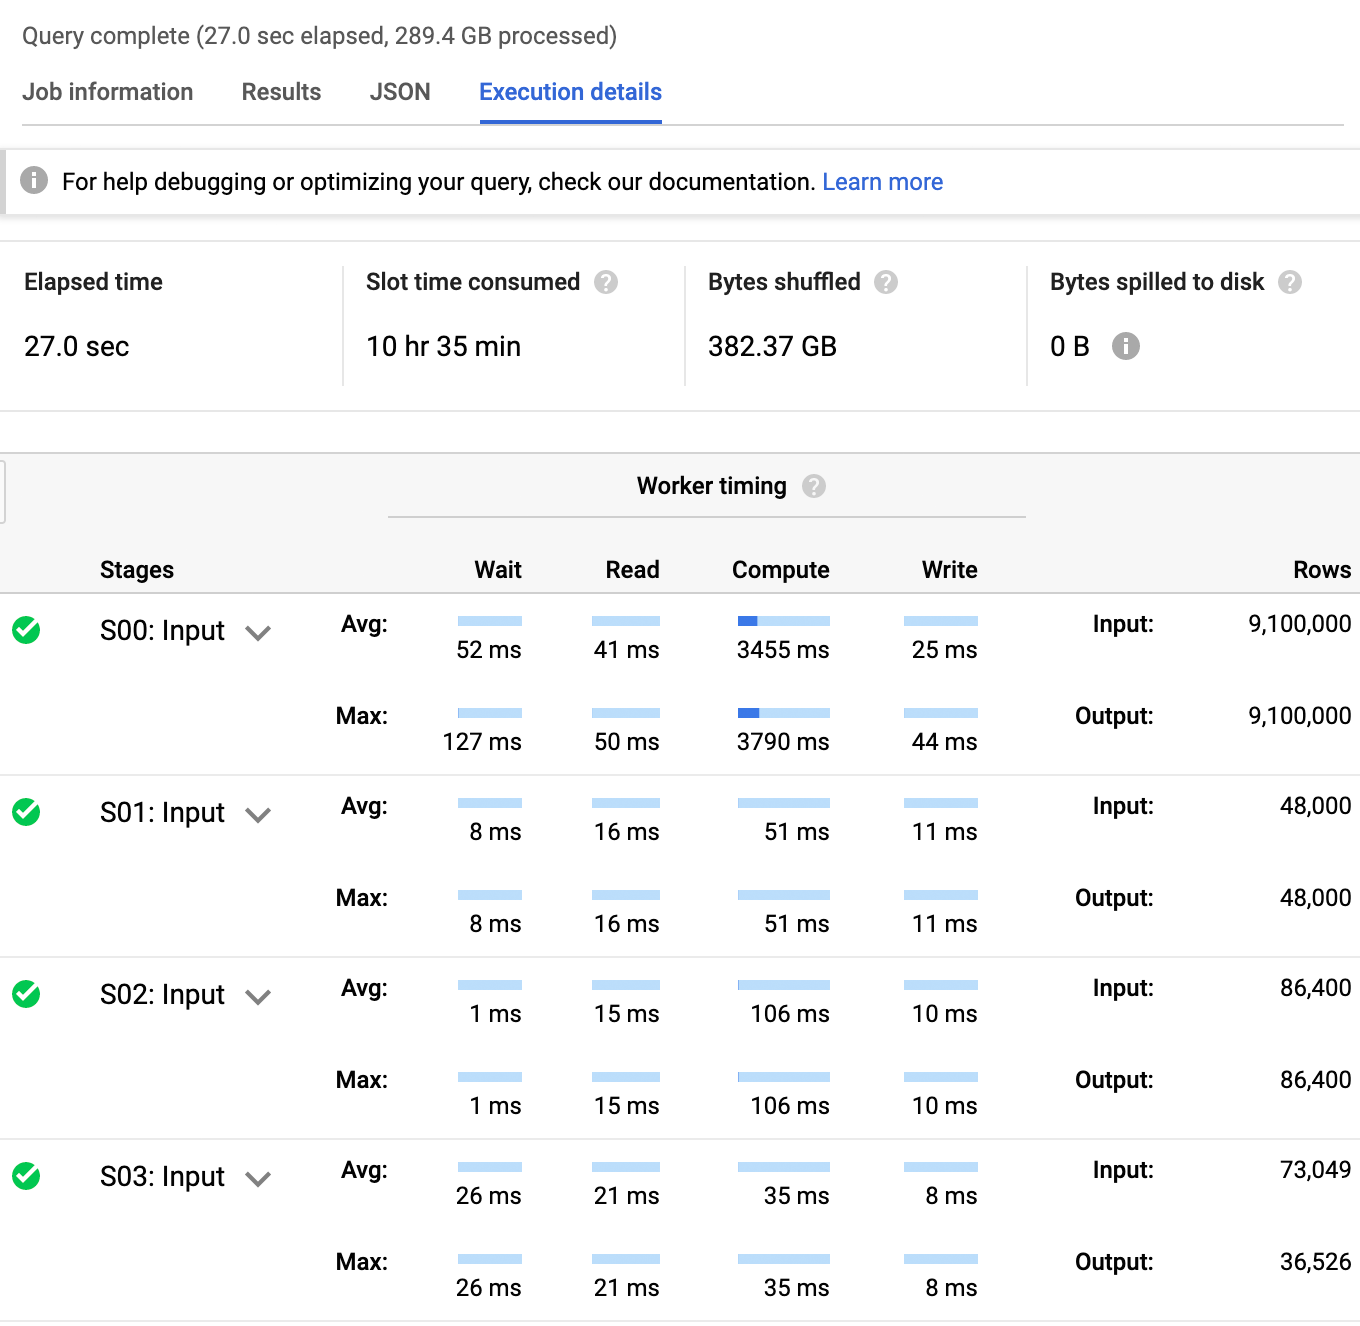 Query complete (27.0 sec elapsed, 289.4 GB processed)
Job information Results JSON Execution details
For help debugging or optimizing your query, check our documentation. Learn more
Elapsed time Slot time consumed Bytes shuffled Bytes spilled to disk
27.0 sec 10 hr 35 min 382.37 GB 0 B
Worker timing
Stages Wait Read Compute Write Rows
S00: Input Avg: 52 ms 41 ms 3455 ms 25 ms Input: 9,100,000
Max: 127 ms 50 ms 3790 ms 44 ms Output: 9,100,000
S01: Input Avg: 8 ms 16 ms 51 ms 11 ms Input: 48,000
Max: 8 ms 16 ms 51 ms 11 ms Output: 48,000
S02: Input Avg: 1 ms 15 ms 106 ms 10 ms Input: 86,400
Max: 1 ms 15 ms 106 ms 10 ms Output: 86,400
S03: Input Avg: 26 ms 21 ms 35 ms 8 ms Input: 73,049
Max: 26 ms 21 ms 35 ms 8 ms Output: 36,526